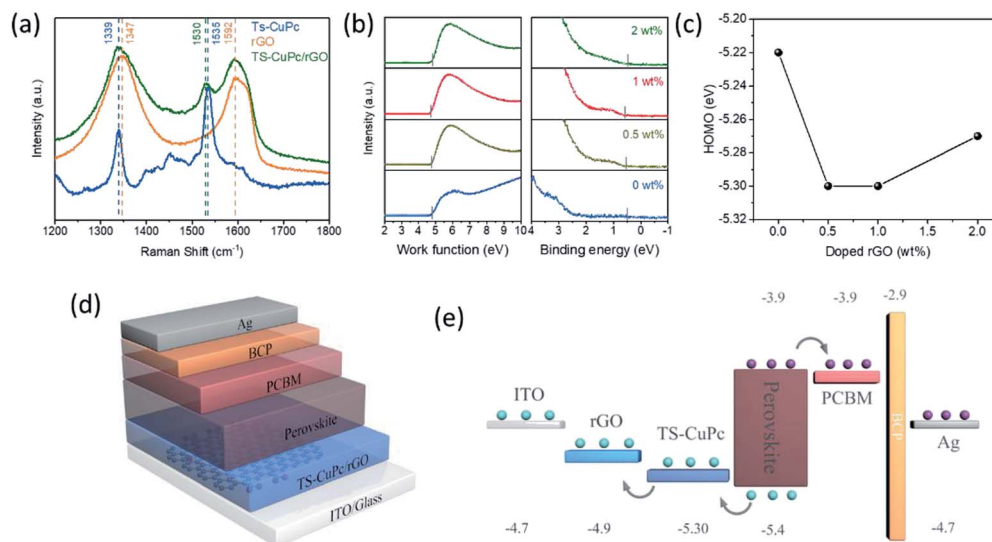 (a)
1339
1347
1530
1535
1592
Ts-CuPc
rGO
TS-CuPc/rGO
Intensity (a.u.)
1200 1300 1400 1500 1600 1700 1800
Raman Shift (cm⁻¹)
(b)
Intensity (a.u.)
2 wt%
1 wt%
0.5 wt%
0 wt%
2 3 4 5 6 7 8 9 10
4 3 2 1 0 -1
Work function (eV)
Binding energy (eV)
(c)
HOMO (eV)
-5.20
-5.22
-5.24
-5.26
-5.28
-5.30
-5.32
0.0 0.5 1.0 1.5 2.0
Doped rGO (wt%)
(d)
Ag
BCP
PCBM
Perovskite
TS-CuPc/rGO
ITO/Glass
(e)
-3.9 -3.9 -2.9
ITO
rGO
TS-CuPc
Perovskite
PCBM
BCP
Ag
-4.7 -4.9 -5.30 -5.4 -4.7